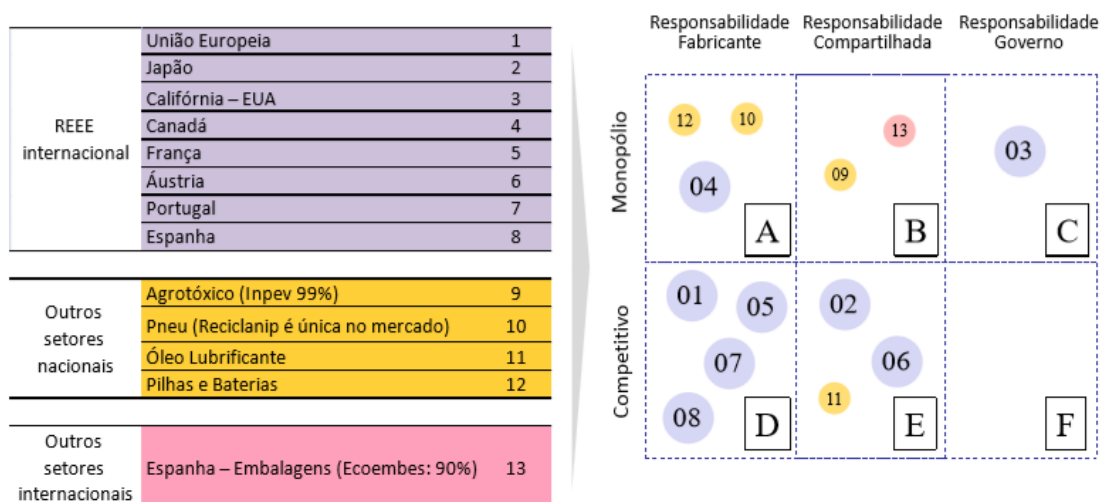 REEE
internacional
União Europeia 1
Japão 2
Califórnia – EUA 3
Canadá 4
França 5
Áustria 6
Portugal 7
Espanha 8
Outros
setores
nacionais
Agrotóxico (Inpev 99%) 9
Pneu (Reciclanip é única no mercado) 10
Óleo Lubrificante 11
Pilhas e Baterias 12
Outros
setores
internacionais
Espanha – Embalagens (Ecoembes: 90%) 13
Responsabilidade
Fabricante
Responsabilidade
Compartilhada
Responsabilidade
Governo
Monopólio
12 10
04
A
13
09
B
03
C
Competitivo
01
05
07
08
D
02
06
11
E
F